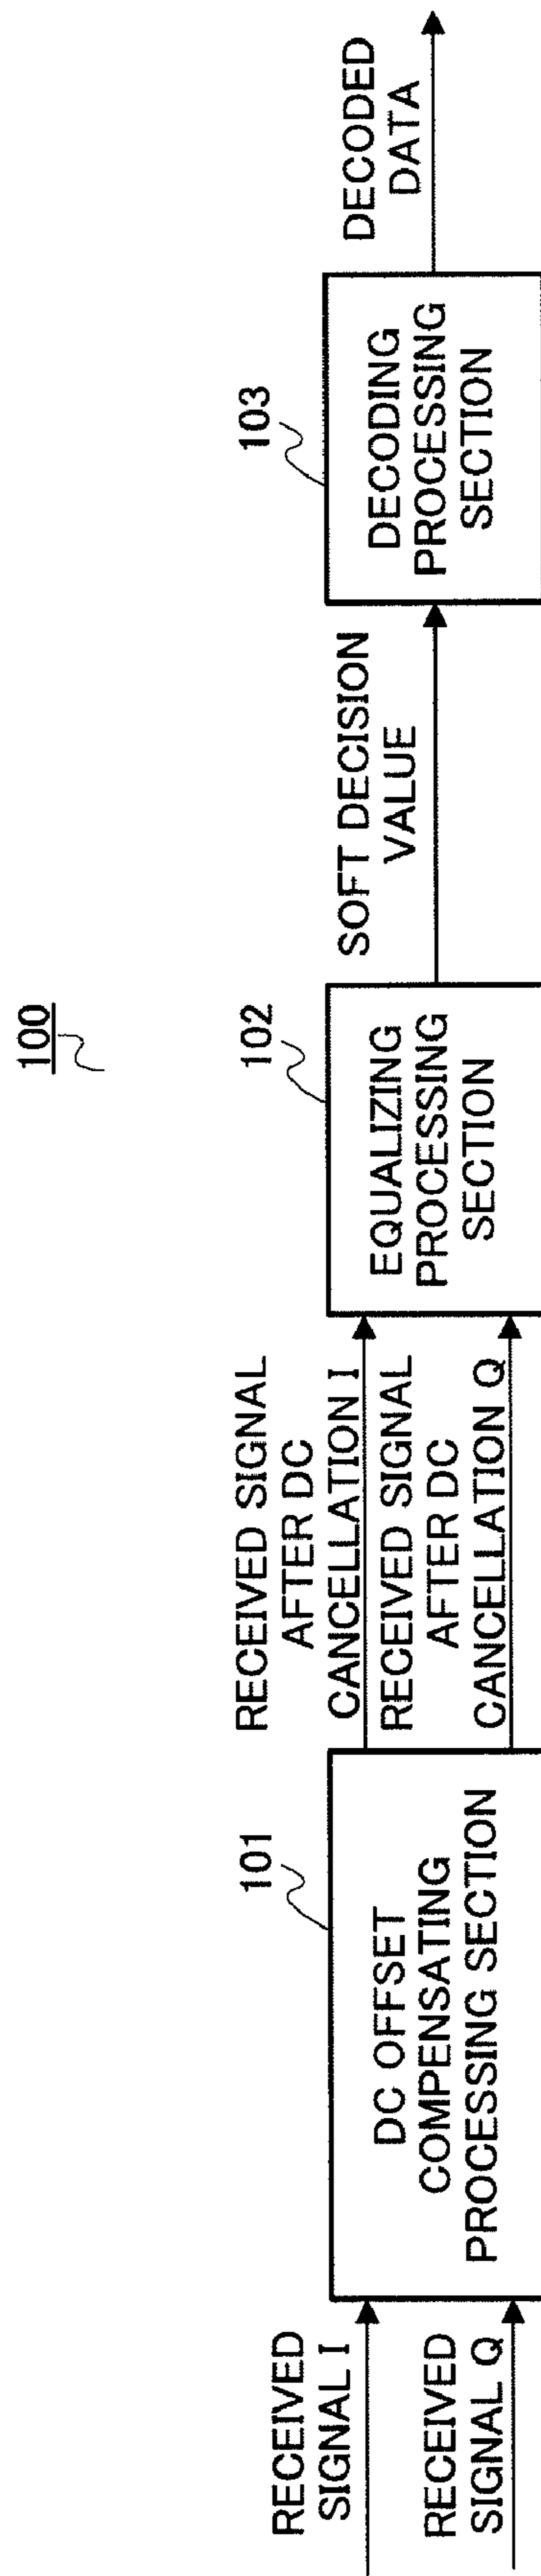 100
RECEIVED
SIGNAL I
RECEIVED
SIGNAL Q
101
DC OFFSET
COMPENSATING
PROCESSING SECTION
RECEIVED SIGNAL
AFTER DC
CANCELLATION I
RECEIVED SIGNAL
AFTER DC
CANCELLATION Q
102
EQUALIZING
PROCESSING
SECTION
SOFT DECISION
VALUE
103
DECODING
PROCESSING
SECTION
DECODED
DATA